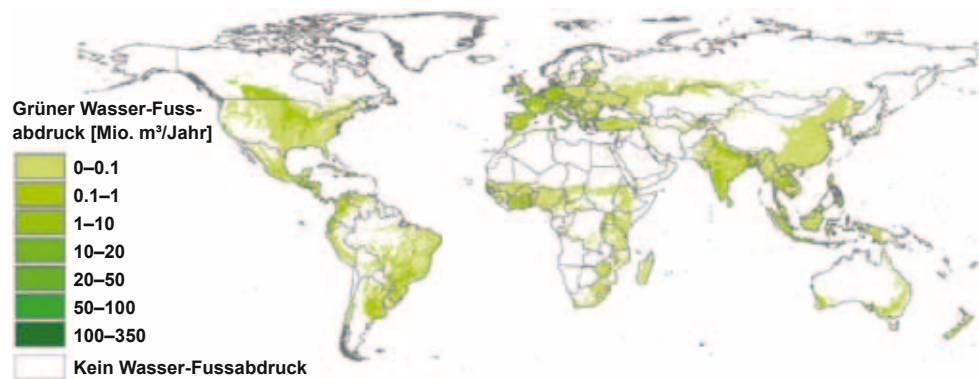 Grüner Wasser-Fuss-
abdruck [Mio. m³/Jahr]
0–0.1
0.1–1
1–10
10–20
20–50
50–100
100–350
Kein Wasser-Fussabdruck